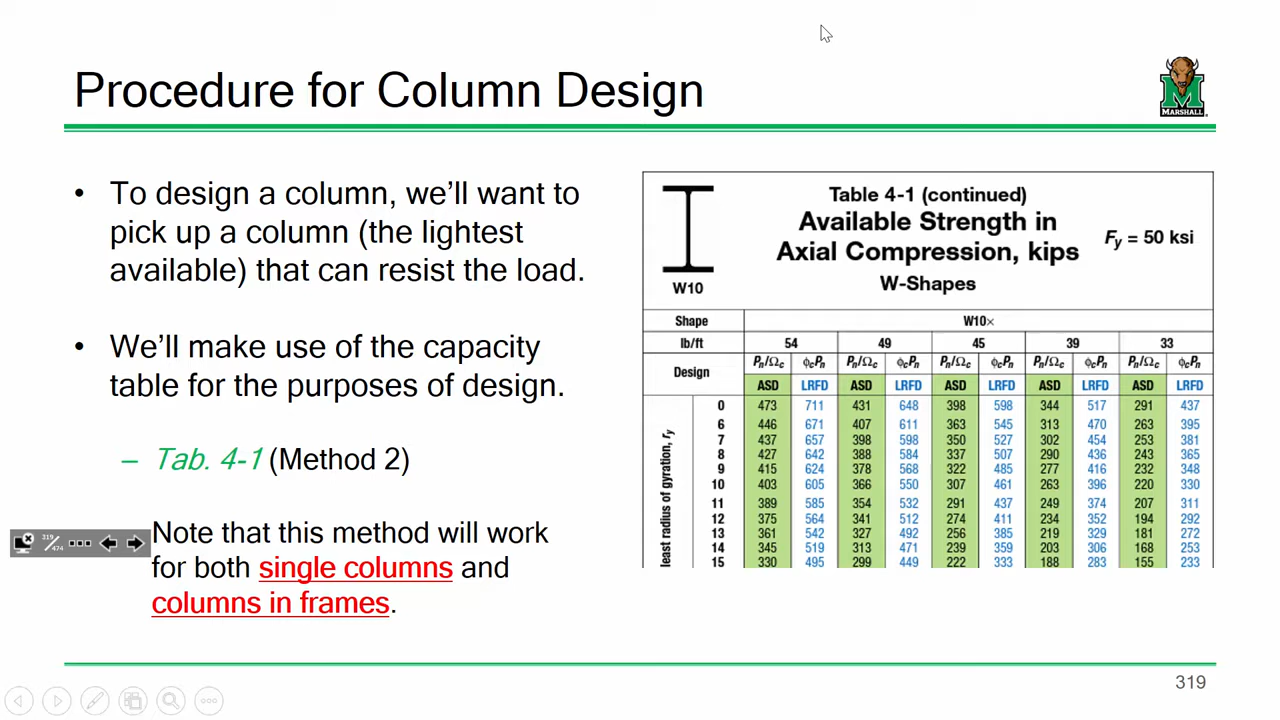 Procedure for Column Design
MARSHALL
• To design a column, we'll want to
pick up a column (the lightest
available) that can resist the load.
• We'll make use of the capacity
table for the purposes of design.
– Tab. 4-1 (Method 2)
Note that this method will work
for both single columns and
columns in frames.
319/474
W10
Table 4-1 (continued)
Available Strength in
Axial Compression, kips
W-Shapes
Fy = 50 ksi
Shape W10×
lb/ft 54 49 45 39 33
Design Pn/Ωc ϕcPn Pn/Ωc ϕcPn Pn/Ωc ϕcPn Pn/Ωc ϕcPn Pn/Ωc ϕcPn
ASD LRFD ASD LRFD ASD LRFD ASD LRFD ASD LRFD
least radius of gyration, ry
0 473 711 431 648 398 598 344 517 291 437
6 446 671 407 611 363 545 313 470 263 395
7 437 657 398 598 350 527 302 454 253 381
8 427 642 388 584 337 507 290 436 243 365
9 415 624 378 568 322 485 277 416 232 348
10 403 605 366 550 307 461 263 396 220 330
11 389 585 354 532 291 437 249 374 207 311
12 375 564 341 512 274 411 234 352 194 292
13 361 542 327 492 256 385 219 329 181 272
14 345 519 313 471 239 359 203 306 168 253
15 330 495 299 449 222 333 188 283 155 233
319